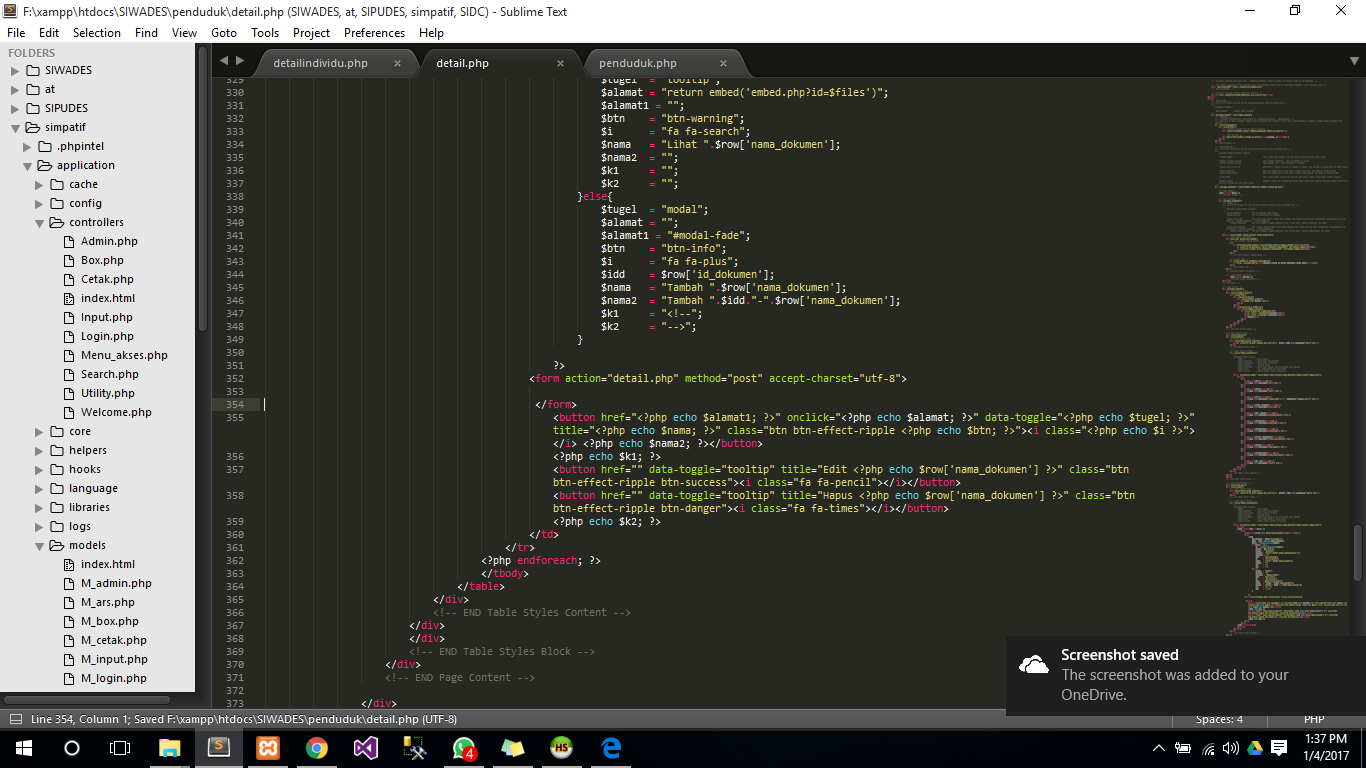 F:\xampp\htdocs\SIWADES\penduduk\detail.php (SIWADES, at, SIPUDES, simpatif, SIDC) - Sublime Text
File Edit Selection Find View Goto Tools Project Preferences Help
FOLDERS
SIWADES
at
SIPUDES
simpatif
.phpintel
application
cache
config
controllers
Admin.php
Box.php
Cetak.php
index.html
Input.php
Login.php
Menu_akses.php
Search.php
Utility.php
Welcome.php
core
helpers
hooks
language
libraries
logs
models
index.html
M_admin.php
M_ars.php
M_box.php
M_cetak.php
M_input.php
M_login.php
detailindividu.php × detail.php × penduduk.php ×
329 $tugel = "tooltip";
330 $alamat = "return embed('embed.php?id=$files')";
331 $alamat1 = "";
332 $btn = "btn-warning";
333 $i = "fa fa-search";
334 $nama = "Lihat ".$row['nama_dokumen'];
335 $nama2 = "";
336 $k1 = "";
337 $k2 = "";
338 }else{
339 $tugel = "modal";
340 $alamat = "";
341 $alamat1 = "#modal-fade";
342 $btn = "btn-info";
343 $i = "fa fa-plus";
344 $idd = $row['id_dokumen'];
345 $nama = "Tambah ".$row['nama_dokumen'];
346 $nama2 = "Tambah ".$idd."-".$row['nama_dokumen'];
347 $k1 = "<!--";
348 $k2 = "-->";
349 }
350
351 ?>
352 <form action="detail.php" method="post" accept-charset="utf-8">
353
354 </form>
355 <button href="<?php echo $alamat1; ?>" onclick="<?php echo $alamat; ?>" data-toggle="<?php echo $tugel; ?>"
title="<?php echo $nama; ?>" class="btn btn-effect-ripple <?php echo $btn; ?>"><i class="<?php echo $i ?>">
</i> <?php echo $nama2; ?></button>
356 <?php echo $k1; ?>
357 <button href="" data-toggle="tooltip" title="Edit <?php echo $row['nama_dokumen'] ?>" class="btn
btn-effect-ripple btn-success"><i class="fa fa-pencil"></i></button>
358 <button href="" data-toggle="tooltip" title="Hapus <?php echo $row['nama_dokumen'] ?>" class="btn
btn-effect-ripple btn-danger"><i class="fa fa-times"></i></button>
359 <?php echo $k2; ?>
360 </td>
361 </tr>
362 <?php endforeach; ?>
363 </tbody>
364 </table>
365 </div>
366 <!-- END Table Styles Content -->
367 </div>
368 </div>
369 <!-- END Table Styles Block -->
370 </div>
371 <!-- END Page Content -->
372
373 </div>
Screenshot saved
The screenshot was added to your
OneDrive.
Line 354, Column 1; Saved F:\xampp\htdocs\SIWADES\penduduk\detail.php (UTF-8)
Spaces: 4 PHP
S
4
HS
1:37 PM
1/4/2017